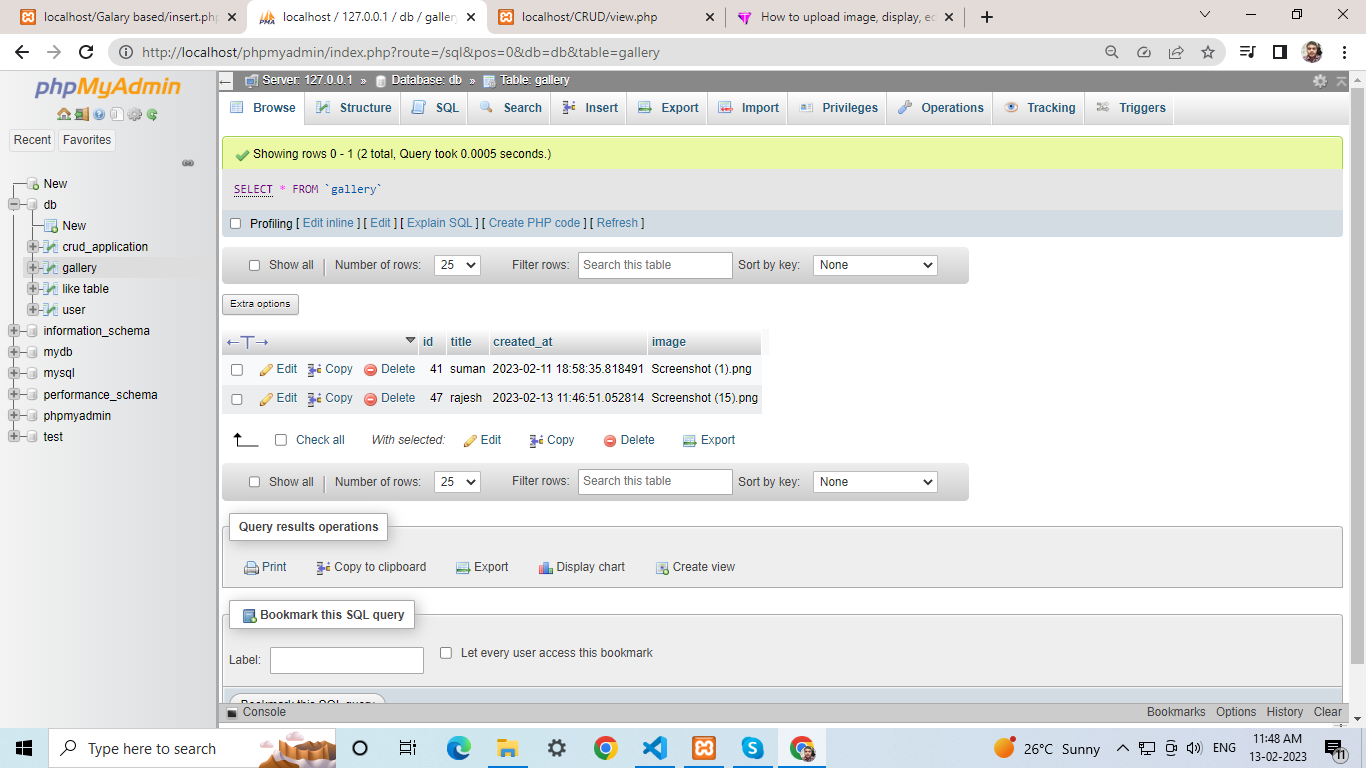 localhost/Galary based/insert.php
localhost / 127.0.0.1 / db / gallery
localhost/CRUD/view.php
How to upload image, display, ed
http://localhost/phpmyadmin/index.php?route=/sql&pos=0&db=db&table=gallery
phpMyAdmin
Recent Favorites
New
db
New
crud_application
gallery
like table
user
information_schema
mydb
mysql
performance_schema
phpmyadmin
test
Server: 127.0.0.1 » Database: db » Table: gallery
Browse Structure SQL Search Insert Export Import Privileges Operations Tracking Triggers
Showing rows 0 - 1 (2 total, Query took 0.0005 seconds.)
SELECT * FROM `gallery`
Profiling [ Edit inline ] [ Edit ] [ Explain SQL ] [ Create PHP code ] [ Refresh ]
Show all | Number of rows: 25 Filter rows: Search this table Sort by key: None
Extra options
←T→ id title created_at image
Edit Copy Delete 41 suman 2023-02-11 18:58:35.818491 Screenshot (1).png
Edit Copy Delete 47 rajesh 2023-02-13 11:46:51.052814 Screenshot (15).png
Check all With selected: Edit Copy Delete Export
Show all | Number of rows: 25 Filter rows: Search this table Sort by key: None
Query results operations
Print Copy to clipboard Export Display chart Create view
Bookmark this SQL query
Label: Let every user access this bookmark
Bookmark this SQL query
Console Bookmarks Options History Clear
Type here to search
26°C Sunny ENG 11:48 AM
13-02-2023
11